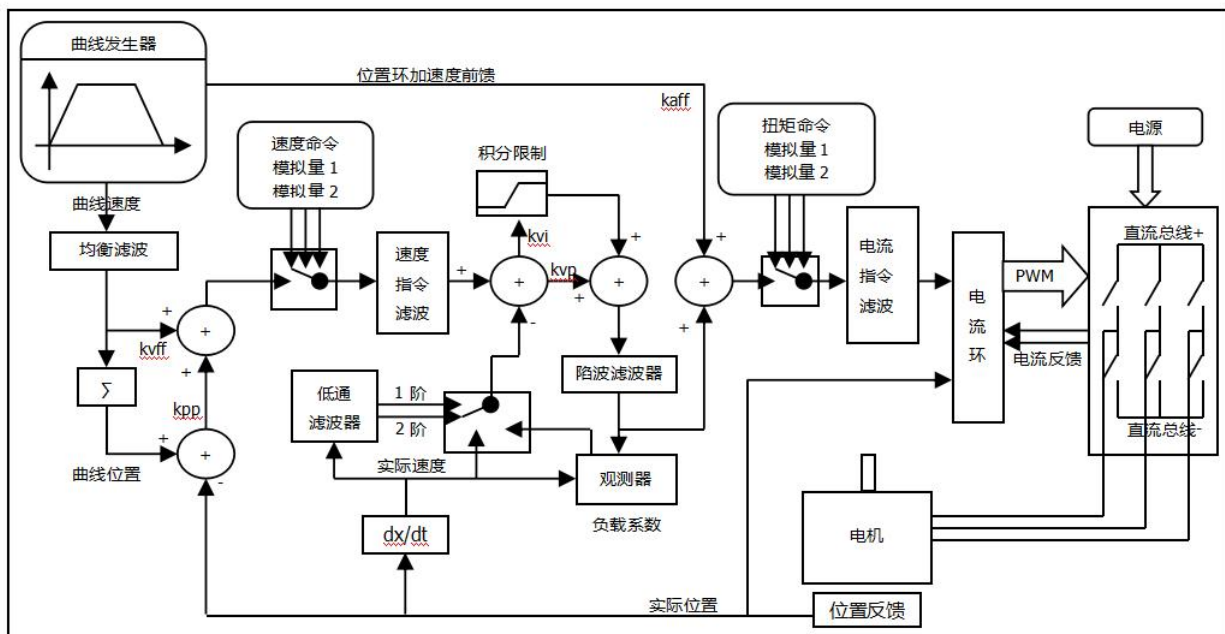 曲线发生器
位置环加速度前馈
kaff
速度命令
模拟量 1
模拟量 2
扭矩命令
模拟量 1
模拟量 2
电源
积分限制
曲线速度
均衡滤波
速度
指令
滤波
+
+
kvi
kvp
+
+
+
-
+
+
+
电流
指令
滤波
电
流
环
PWM
直流总线+
直流总线-
电流反馈
+
+
kvff
∑
+
kpp
+
+
-
曲线位置
低通
滤波器
1 阶
2 阶
陷波滤波器
实际速度
观测器
负载系数
dx/dt
电机
实际位置
位置反馈